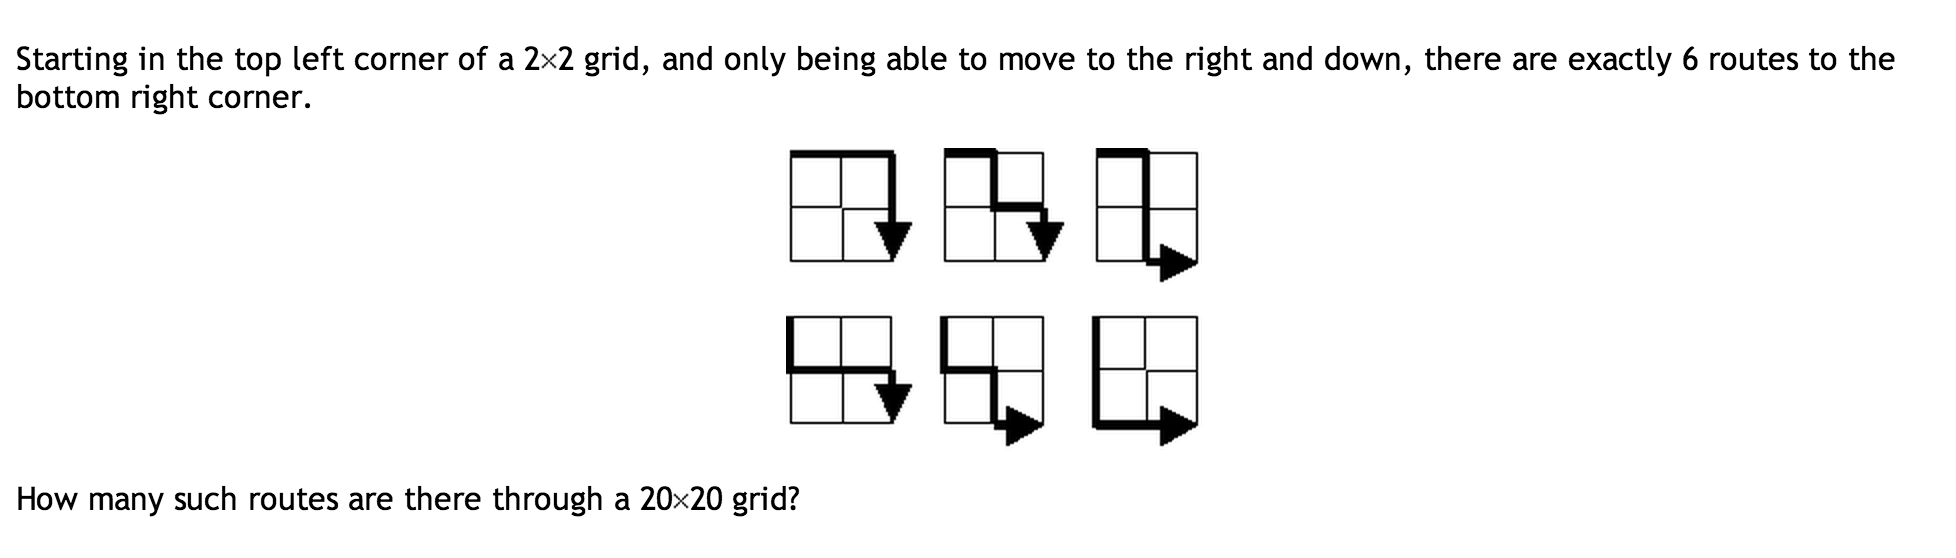 Starting in the top left corner of a 2×2 grid, and only being able to move to the right and down, there are exactly 6 routes to the
bottom right corner.
How many such routes are there through a 20×20 grid?